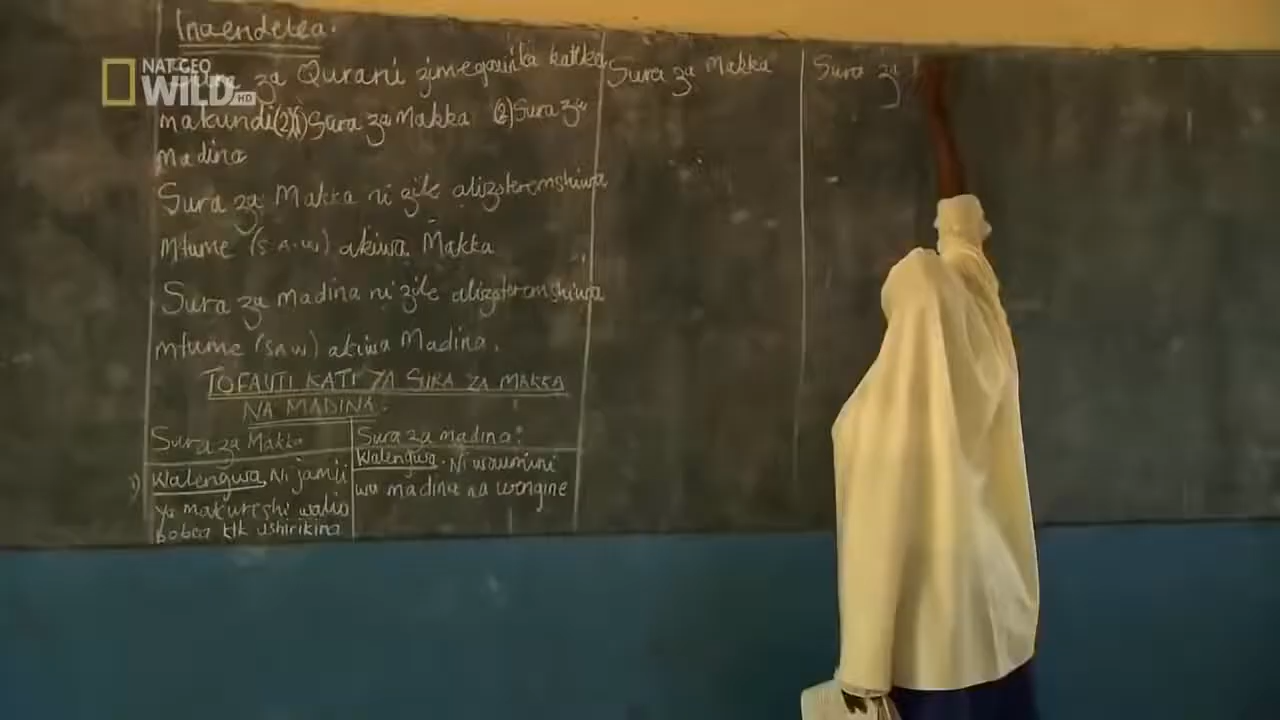 Inaendelea.
NAT GEO
WILD HD
za Qurani zimegawita katika
makundi (2) (1) Sura za Makka (2) Sura za
Madina
Sura za Makka ni zile alizoteremshiwa
Mtume (S.A.W) akiwa Makka
Sura za madina ni zile alizoteremshiwa
mtume (SAW) akiwa Madina.
TOFAUTI KATI ZA SURA ZA MAKKA
NA MADINA.
Sura za Makka
Sura za madina:
1) Walengwa. Ni jamii
ya makureshi walio
bobea ktk ushirikina
Walengwa. Ni waumini
wa madina na wengine
Sura za Makka
Sura za